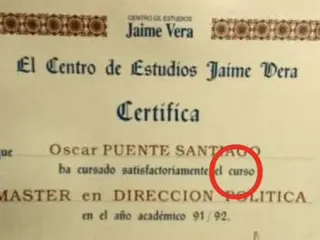 CENTRO DE ESTUDIOS
Jaime Vera
El Centro de Estudios Jaime Vera
Certifica
que Oscar PUENTE SANTIAGO
ha cursado satisfactoriamente el curso
MASTER en DIRECCION POLITICA
en el año académico 91/92.